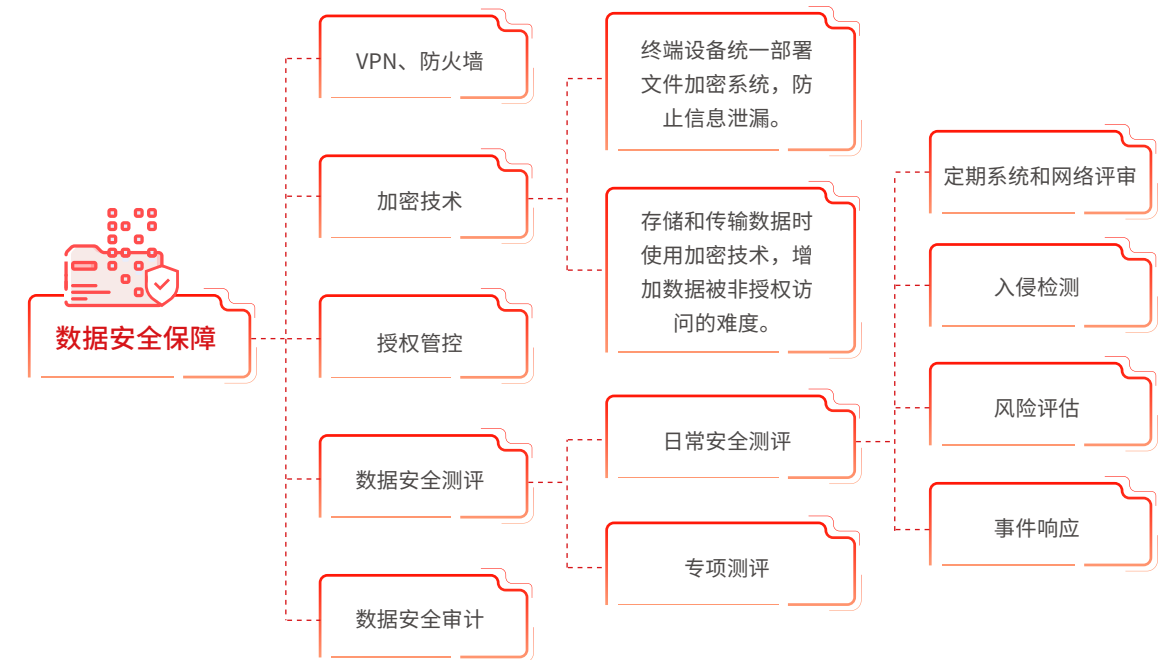 数据安全保障
VPN、防火墙
加密技术
授权管控
数据安全测评
数据安全审计
终端设备统一部署
文件加密系统，防
止信息泄漏。
存储和传输数据时
使用加密技术，增
加数据被非授权访
问的难度。
日常安全测评
专项测评
定期系统和网络评审
入侵检测
风险评估
事件响应